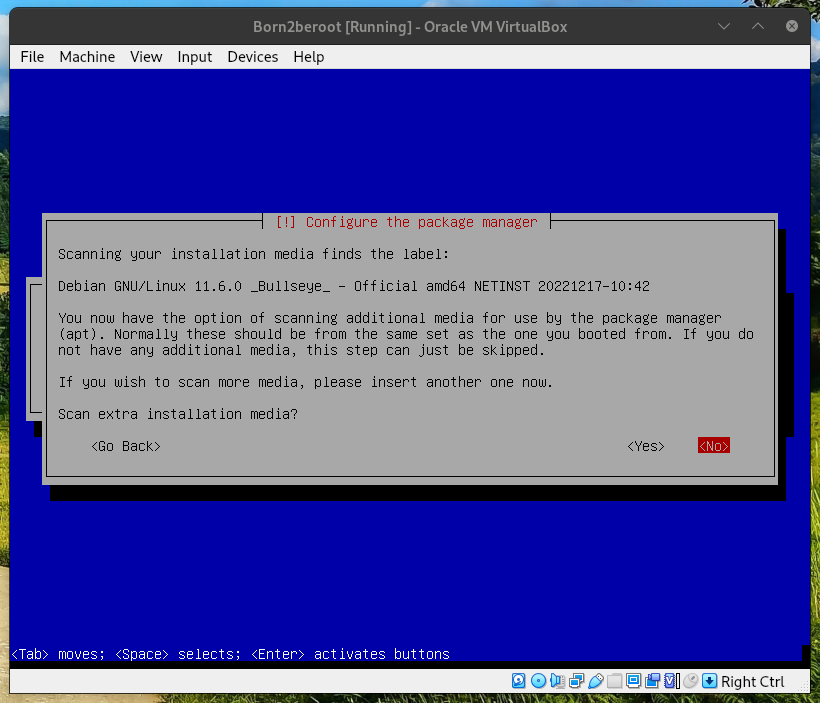 Born2beroot [Running] - Oracle VM VirtualBox
File Machine View Input Devices Help
[!] Configure the package manager
Scanning your installation media finds the label:
Debian GNU/Linux 11.6.0 _Bullseye_ - Official amd64 NETINST 20221217-10:42
You now have the option of scanning additional media for use by the package manager
(apt). Normally these should be from the same set as the one you booted from. If you do
not have any additional media, this step can just be skipped.
If you wish to scan more media, please insert another one now.
Scan extra installation media?
<Go Back> <Yes> <No>
<Tab> moves; <Space> selects; <Enter> activates buttons
Right Ctrl